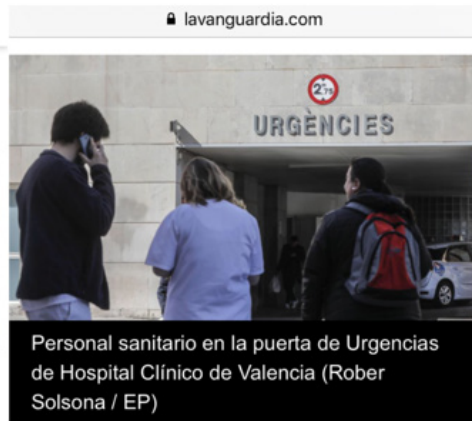 lavanguardia.com
2'75
URGÈNCIES
Personal sanitario en la puerta de Urgencias
de Hospital Clínico de Valencia (Rober
Solsona / EP)